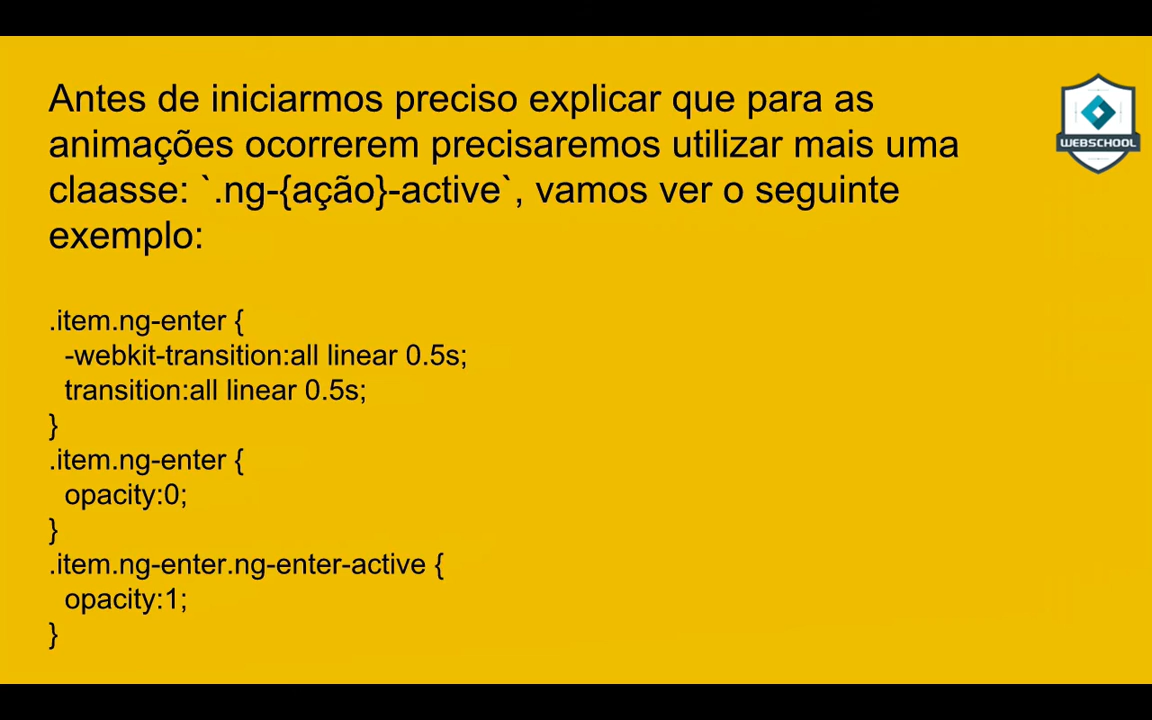 Antes de iniciarmos preciso explicar que para as
animações ocorrerem precisaremos utilizar mais uma
claasse: `.ng-{ação}-active`, vamos ver o seguinte
exemplo:
WEBSCHOOL
.item.ng-enter {
-webkit-transition:all linear 0.5s;
transition:all linear 0.5s;
}
.item.ng-enter {
opacity:0;
}
.item.ng-enter.ng-enter-active {
opacity:1;
}